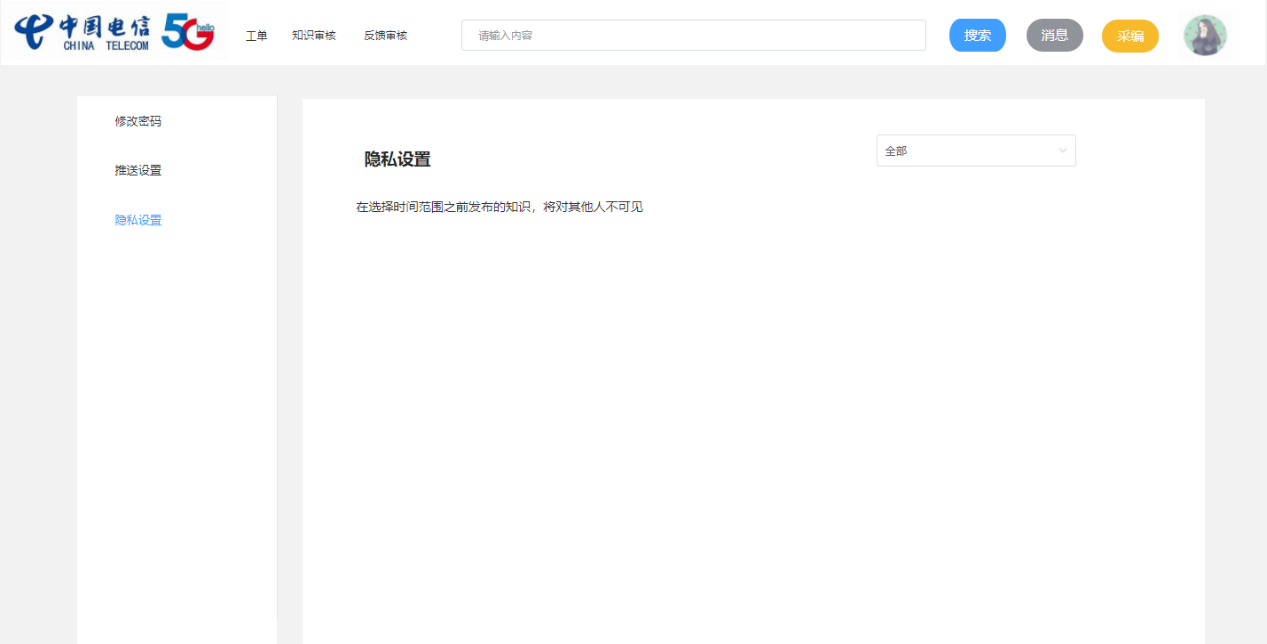 中国电信
CHINA TELECOM
5G
hello
工单
知识审核
反馈审核
请输入内容
搜索
消息
采编
修改密码
推送设置
隐私设置
隐私设置
全部
在选择时间范围之前发布的知识，将对其他人不可见